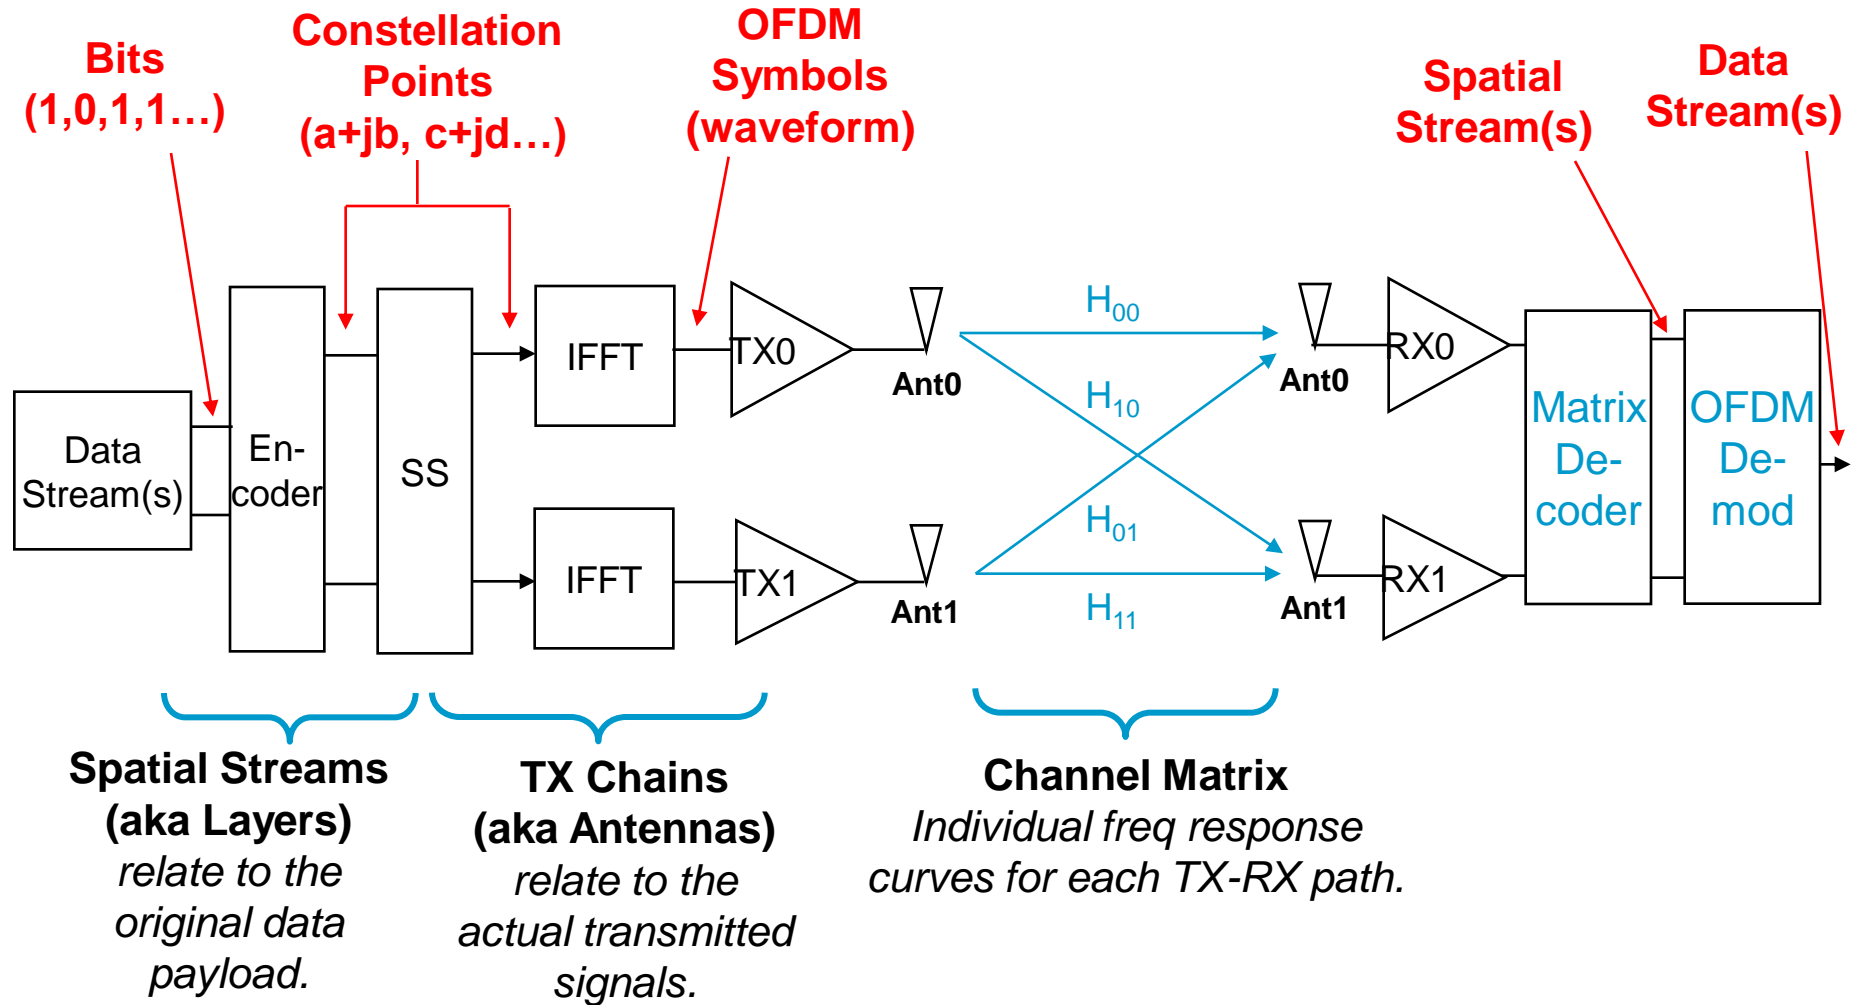 Bits
(1,0,1,1…)
Constellation
Points
(a+jb, c+jd…)
OFDM
Symbols
(waveform)
Spatial
Stream(s)
Data
Stream(s)
Data
Stream(s)
En-
coder
SS
IFFT
TX0
Ant0
IFFT
TX1
Ant1
H00
H10
H01
H11
Ant0
RX0
Ant1
RX1
Matrix
De-
coder
OFDM
De-
mod
Spatial Streams
(aka Layers)
relate to the
original data
payload.
TX Chains
(aka Antennas)
relate to the
actual transmitted
signals.
Channel Matrix
Individual freq response
curves for each TX-RX path.